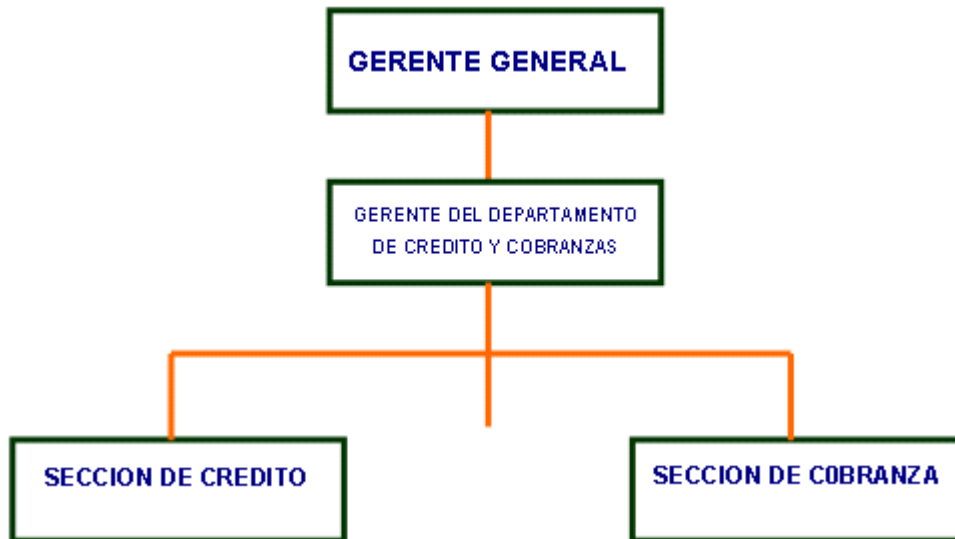 GERENTE GENERAL
GERENTE DEL DEPARTAMENTO
DE CREDITO Y COBRANZAS
SECCION DE CREDITO
SECCION DE C0BRANZA